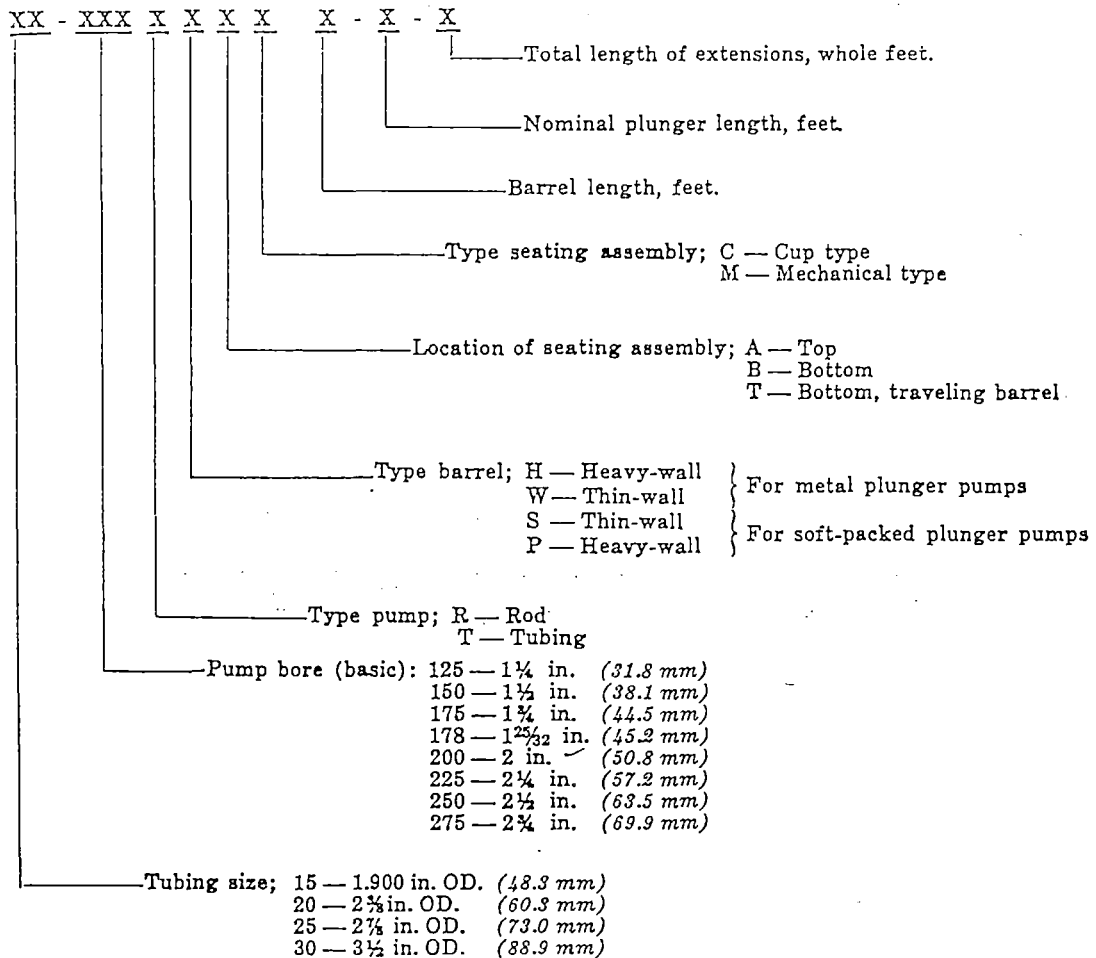 XX - XXX X X X X X - X - X
Total length of extensions, whole feet.
Nominal plunger length, feet.
Barrel length, feet.
Type seating assembly; C — Cup type
M — Mechanical type
Location of seating assembly; A — Top
B — Bottom
T — Bottom, traveling barrel
Type barrel; H — Heavy-wall
W — Thin-wall
For metal plunger pumps
S — Thin-wall
P — Heavy-wall
For soft-packed plunger pumps
Type pump; R — Rod
T — Tubing
Pump bore (basic): 125 — 1¼ in. (31.8 mm)
150 — 1½ in. (38.1 mm)
175 — 1¾ in. (44.5 mm)
178 — 1 25/32 in. (45.2 mm)
200 — 2 in. (50.8 mm)
225 — 2¼ in. (57.2 mm)
250 — 2½ in. (63.5 mm)
275 — 2¾ in. (69.9 mm)
Tubing size; 15 — 1.900 in. OD. (48.3 mm)
20 — 2⅜ in. OD. (60.3 mm)
25 — 2⅞ in. OD. (73.0 mm)
30 — 3½ in. OD. (88.9 mm)